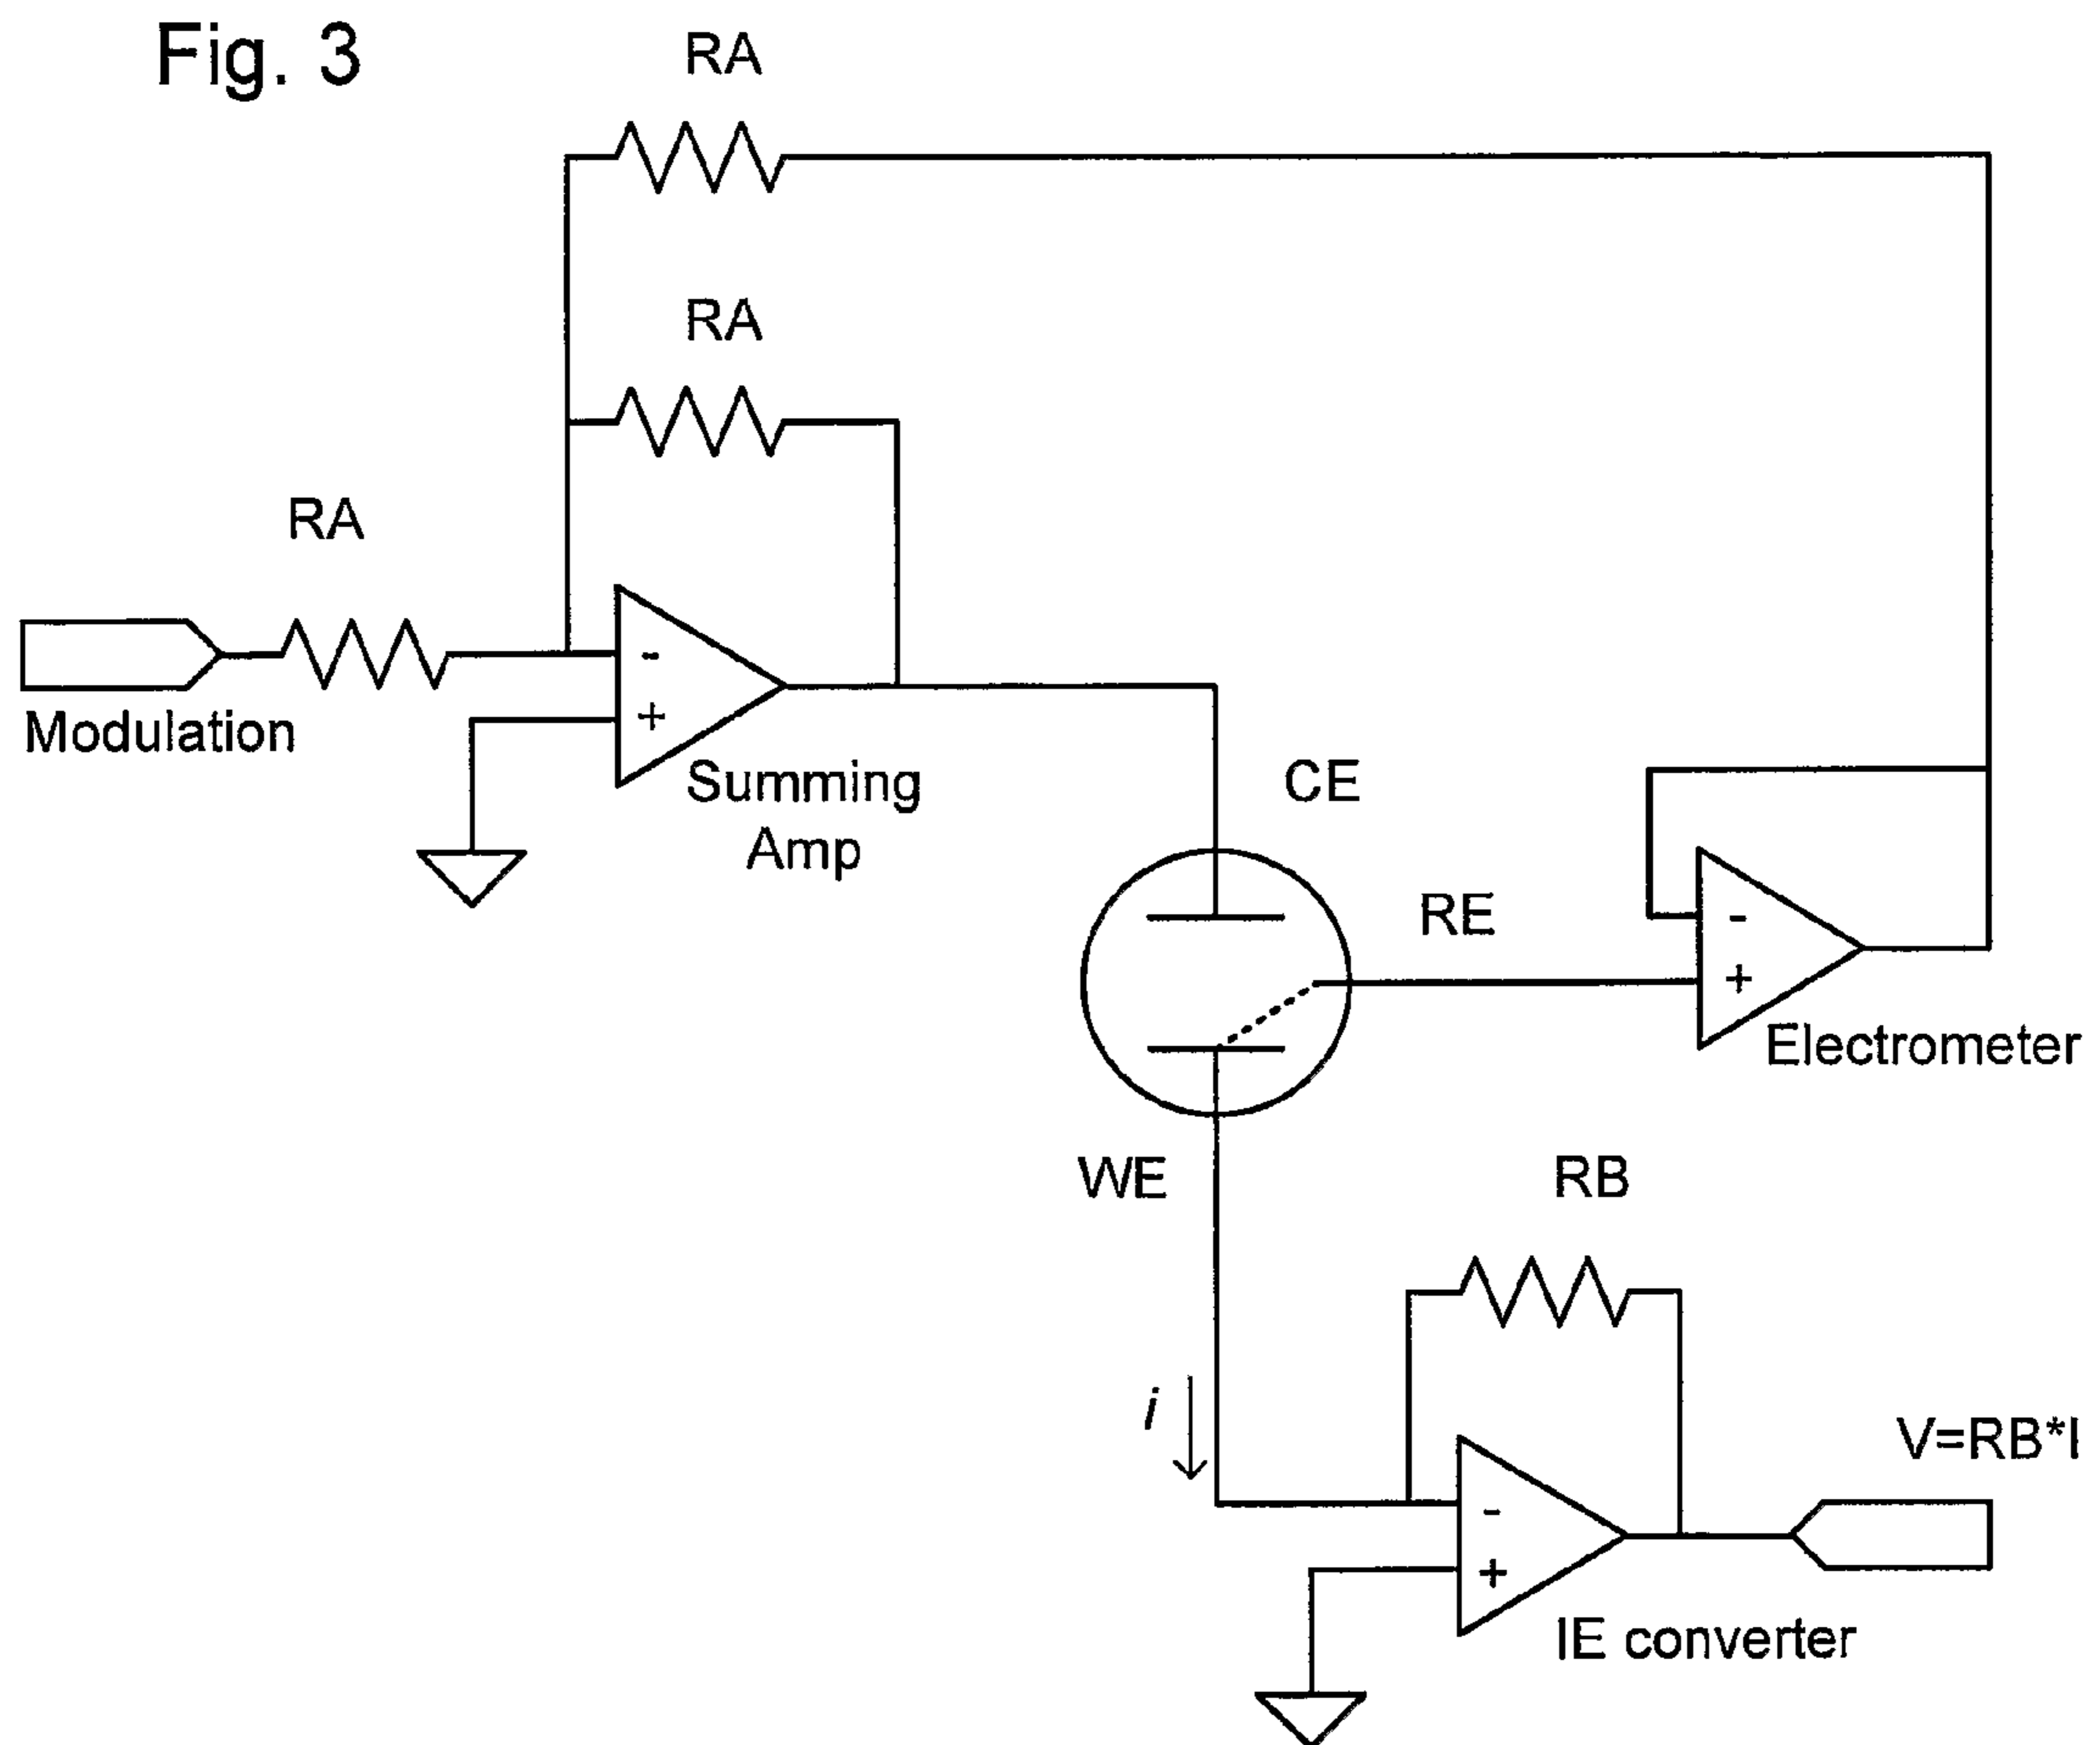 Fig. 3
RA
RA
RA
Modulation
-
+
Summing
Amp
CE
RE
-
+
Electrometer
WE
RB
i
V=RB*I
-
+
IE converter